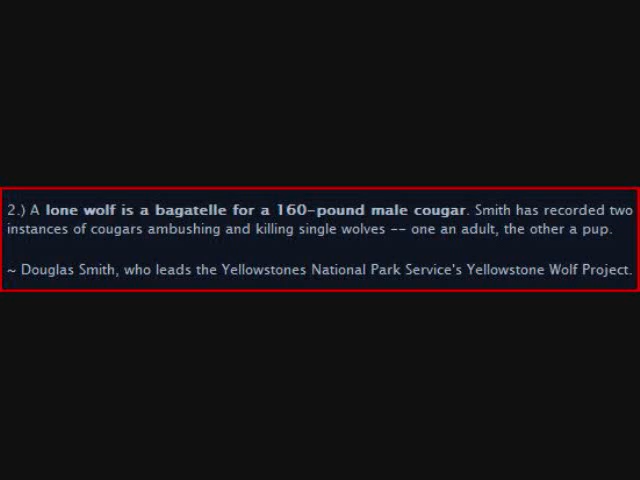 2.) A lone wolf is a bagatelle for a 160-pound male cougar. Smith has recorded two
instances of cougars ambushing and killing single wolves -- one an adult, the other a pup.
~ Douglas Smith, who leads the Yellowstones National Park Service's Yellowstone Wolf Project.